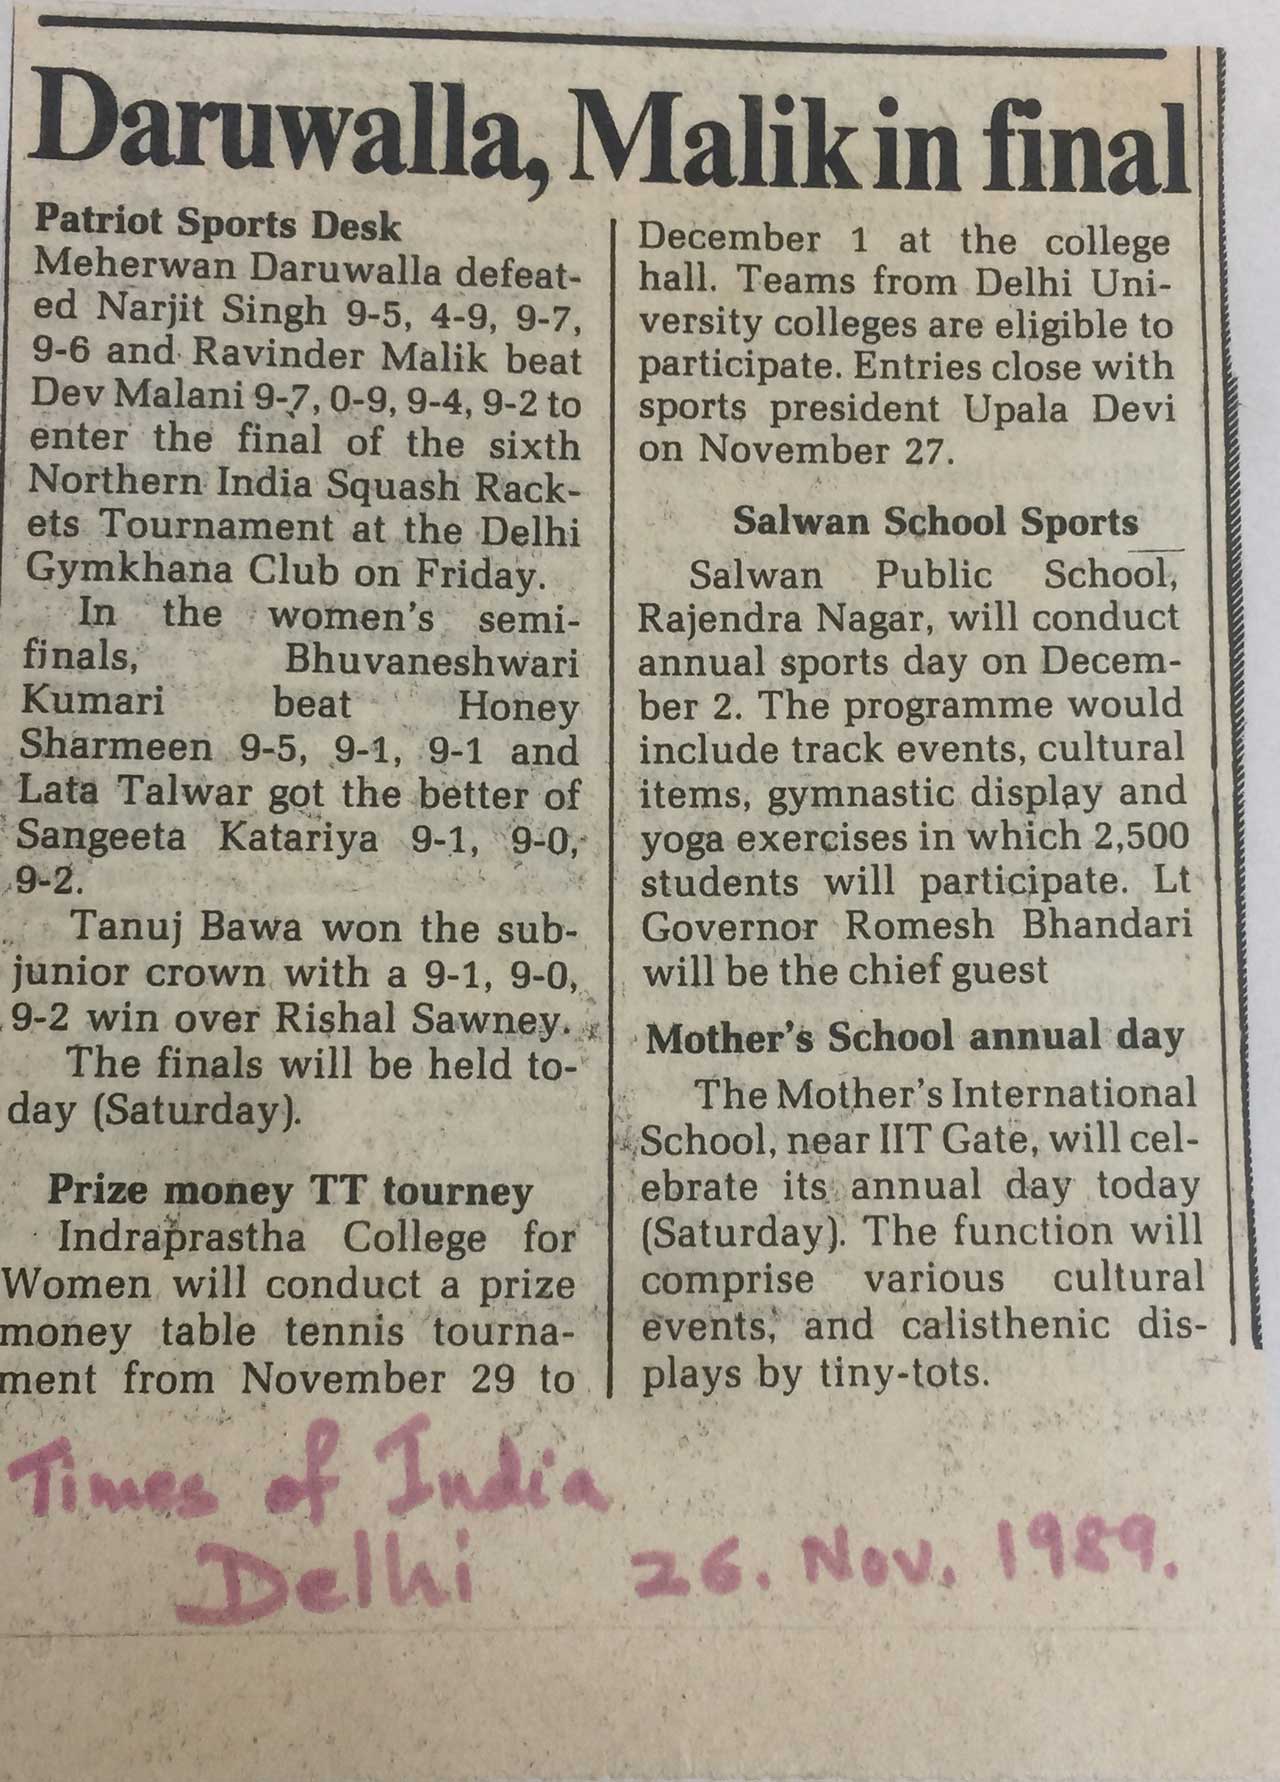 Daruwalla, Malik in final
Patriot Sports Desk
Meherwan Daruwalla defeat-
ed Narjit Singh 9-5, 4-9, 9-7,
9-6 and Ravinder Malik beat
Dev Malani 9-7, 0-9, 9-4, 9-2 to
enter the final of the sixth
Northern India Squash Rack-
ets Tournament at the Delhi
Gymkhana Club on Friday.
In the women's semi-
finals, Bhuvaneshwari
Kumari beat Honey
Sharmeen 9-5, 9-1, 9-1 and
Lata Talwar got the better of
Sangeeta Katariya 9-1, 9-0,
9-2.
Tanuj Bawa won the sub-
junior crown with a 9-1, 9-0,
9-2 win over Rishal Sawney.
The finals will be held to-
day (Saturday).
Prize money TT tourney
Indraprastha College for
Women will conduct a prize
money table tennis tourna-
ment from November 29 to
December 1 at the college
hall. Teams from Delhi Uni-
versity colleges are eligible to
participate. Entries close with
sports president Upala Devi
on November 27.
Salwan School Sports
Salwan Public School,
Rajendra Nagar, will conduct
annual sports day on Decem-
ber 2. The programme would
include track events, cultural
items, gymnastic display and
yoga exercises in which 2,500
students will participate. Lt
Governor Romesh Bhandari
will be the chief guest
Mother's School annual day
The Mother's International
School, near IIT Gate, will cel-
ebrate its annual day today
(Saturday). The function will
comprise various cultural
events, and calisthenic dis-
plays by tiny-tots.
Times of India
Delhi 26. Nov. 1989.